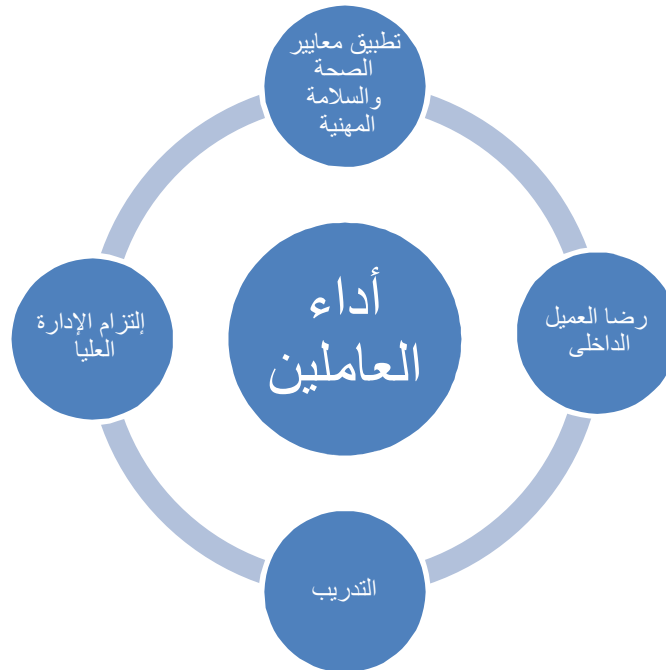 تطبيق معايير
الصحة
والسلامة
المهنية
رضا العميل
الداخلى
التدريب
إلتزام الإدارة
العليا
أداء
العاملين